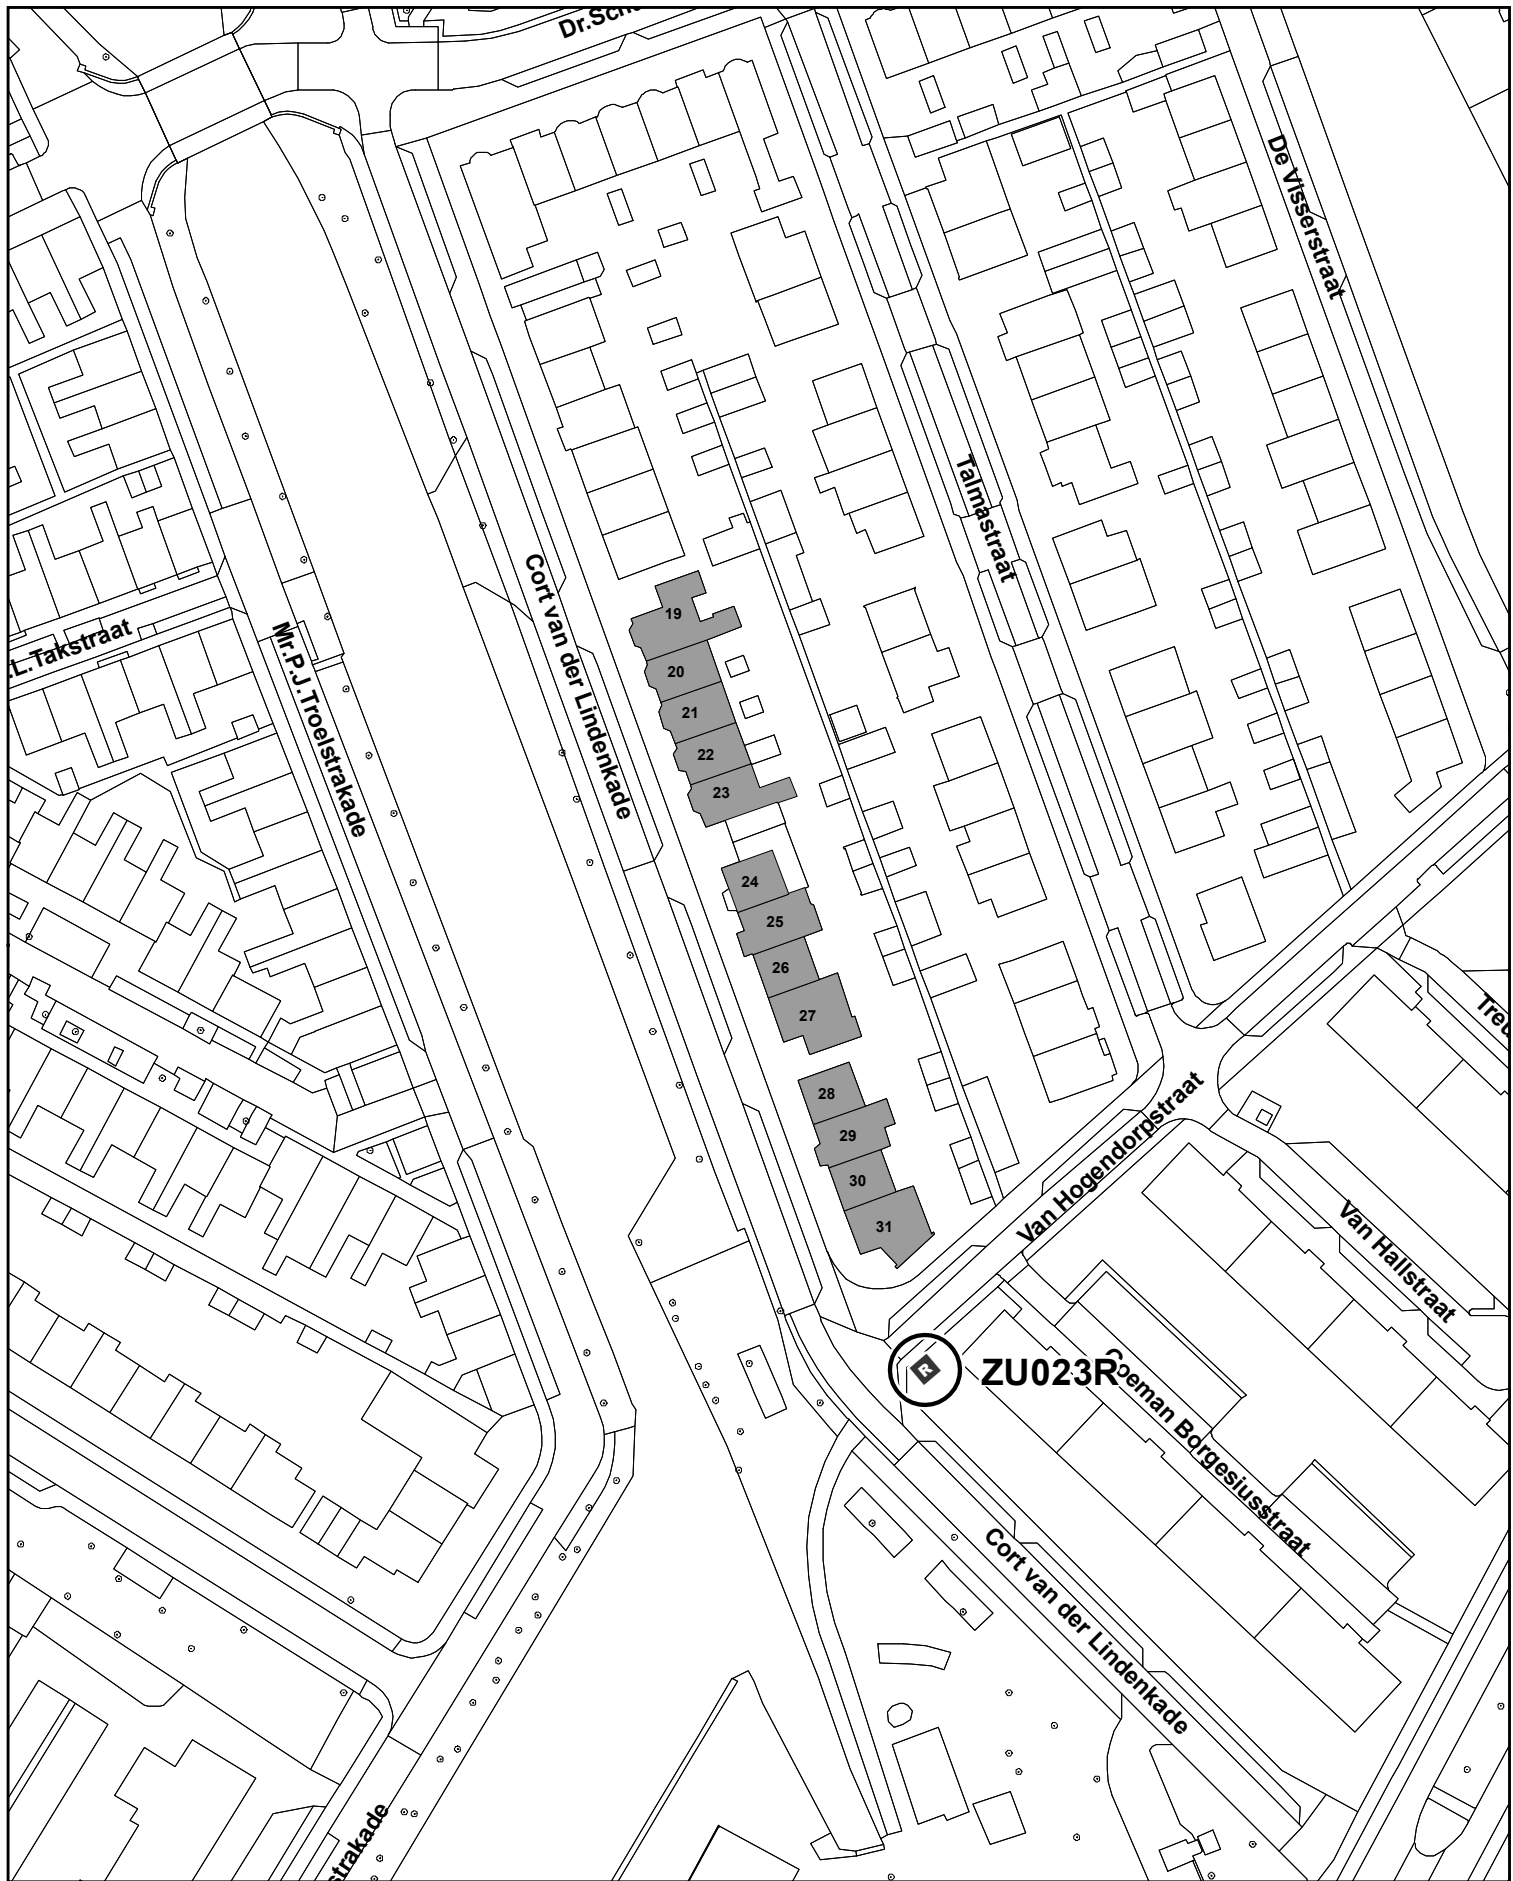 Dr.Sch
De Visserstraat
Talmastraat
Cort van der Lindenkade
.L.Takstraat
Mr.P.J.Troelstrakade
19
20
21
22
23
24
25
26
27
28
29
30
31
Treu
Van Hogendorpstraat
Van Hallstraat
R
ZU023R
Goeman Borgesiusstraat
Cort van der Lindenkade
strakade